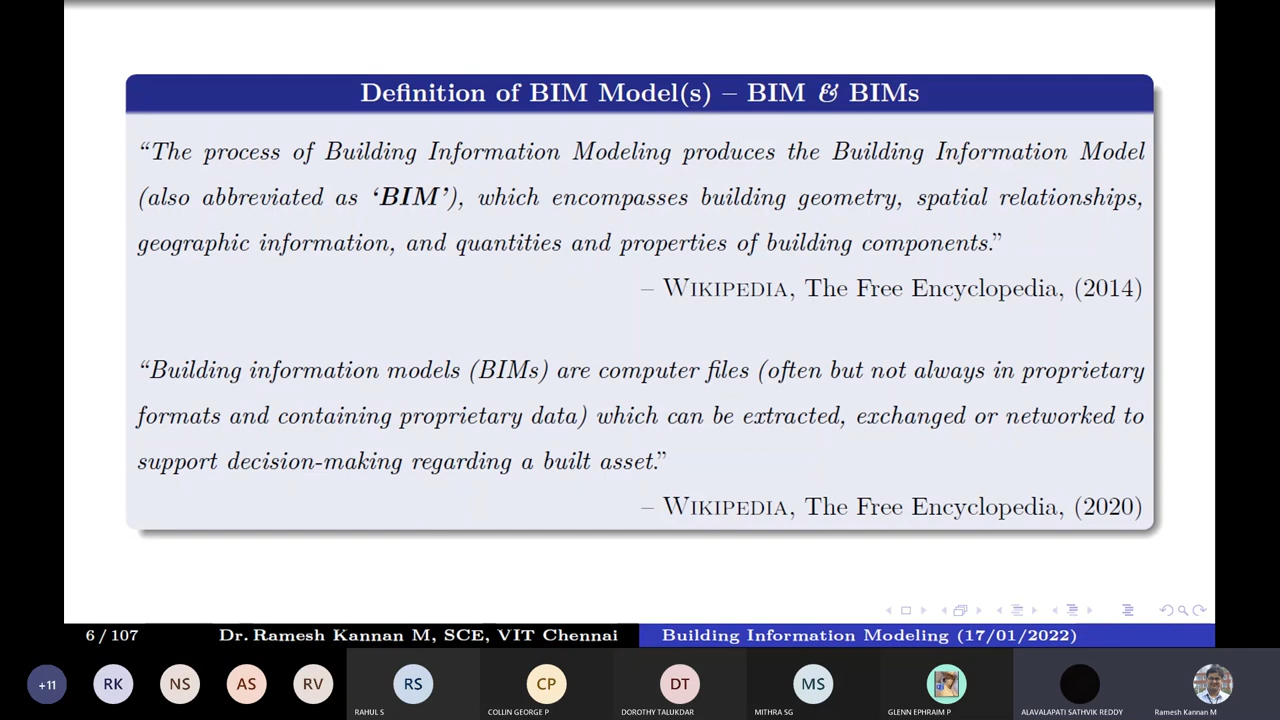 Definition of BIM Model(s) – BIM & BIMs
“The process of Building Information Modeling produces the Building Information Model
(also abbreviated as ‘BIM’), which encompasses building geometry, spatial relationships,
geographic information, and quantities and properties of building components.”
– WIKIPEDIA, The Free Encyclopedia, (2014)
“Building information models (BIMs) are computer files (often but not always in proprietary
formats and containing proprietary data) which can be extracted, exchanged or networked to
support decision-making regarding a built asset.”
– WIKIPEDIA, The Free Encyclopedia, (2020)
6 / 107 Dr. Ramesh Kannan M, SCE, VIT Chennai Building Information Modeling (17/01/2022)
+11 RK NS AS RV RS CP DT MS
RAHUL S COLLIN GEORGE P DOROTHY TALUKDAR MITHRA SG GLENN EPHRAIM P ALAVALAPATI SATHVIK REDDY Ramesh Kannan M